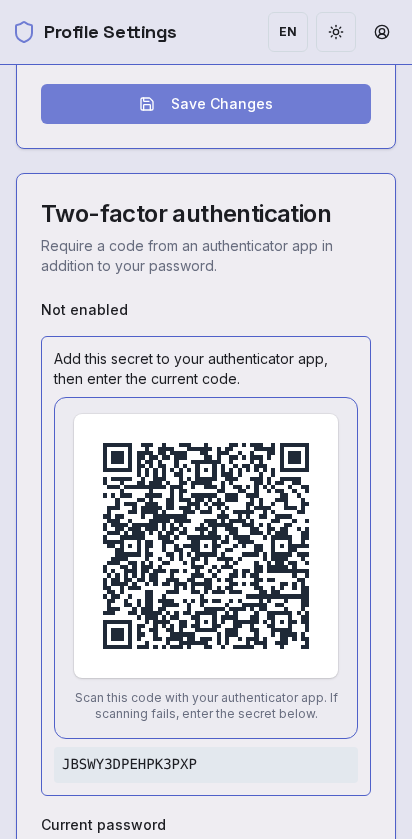 Profile Settings
EN
Save Changes
Two-factor authentication
Require a code from an authenticator app in
addition to your password.
Not enabled
Add this secret to your authenticator app,
then enter the current code.
Scan this code with your authenticator app. If
scanning fails, enter the secret below.
JBSWY3DPEHPK3PXP
Current password